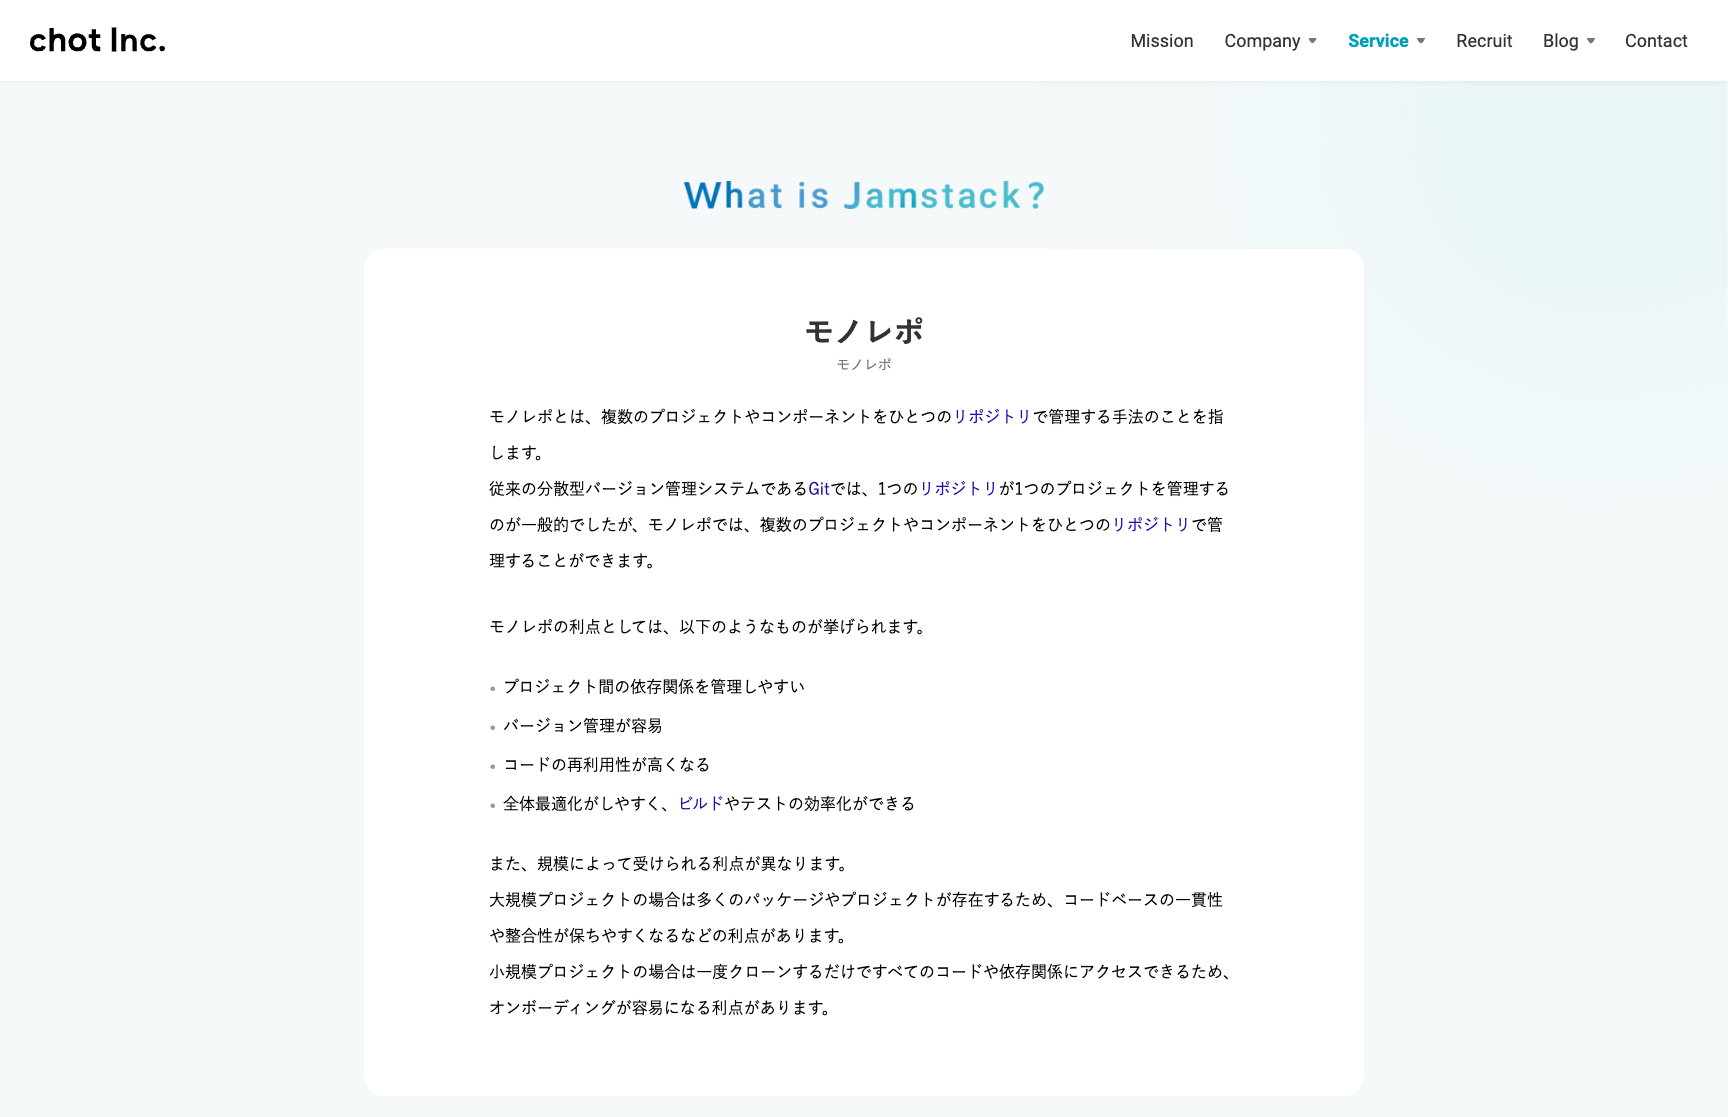 chot Inc.
Mission
Company
Service
Recruit
Blog
Contact
What is Jamstack?
モノレポ
モノレポ
モノレポとは、複数のプロジェクトやコンポーネントをひとつのリポジトリで管理する手法のことを指
します。
従来の分散型バージョン管理システムであるGitでは、1つのリポジトリが1つのプロジェクトを管理する
のが一般的でしたが、モノレポでは、複数のプロジェクトやコンポーネントをひとつのリポジトリで管
理することができます。
モノレポの利点としては、以下のようなものが挙げられます。
• プロジェクト間の依存関係を管理しやすい
• バージョン管理が容易
• コードの再利用性が高くなる
• 全体最適化がしやすく、ビルドやテストの効率化ができる
また、規模によって受けられる利点が異なります。
大規模プロジェクトの場合は多くのパッケージやプロジェクトが存在するため、コードベースの一貫性
や整合性が保ちやすくなるなどの利点があります。
小規模プロジェクトの場合は一度クローンするだけですべてのコードや依存関係にアクセスできるため、
オンボーディングが容易になる利点があります。